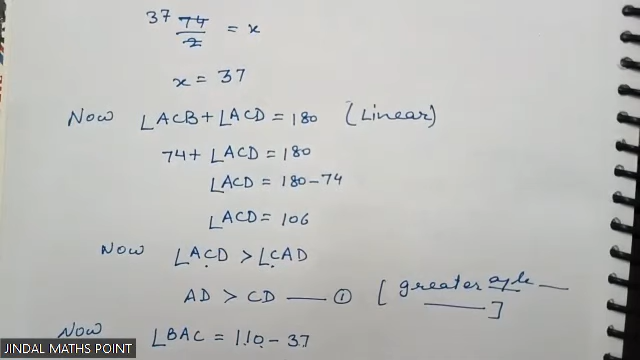 37 74/2 = x
x = 37
Now ∠ACB + ∠ACD = 180 (Linear)
74 + ∠ACD = 180
∠ACD = 180 - 74
∠ACD = 106
Now ∠ACD > ∠CAD
AD > CD — ① [greater angle — — ]
Now ∠BAC = 110 - 37
JINDAL MATHS POINT